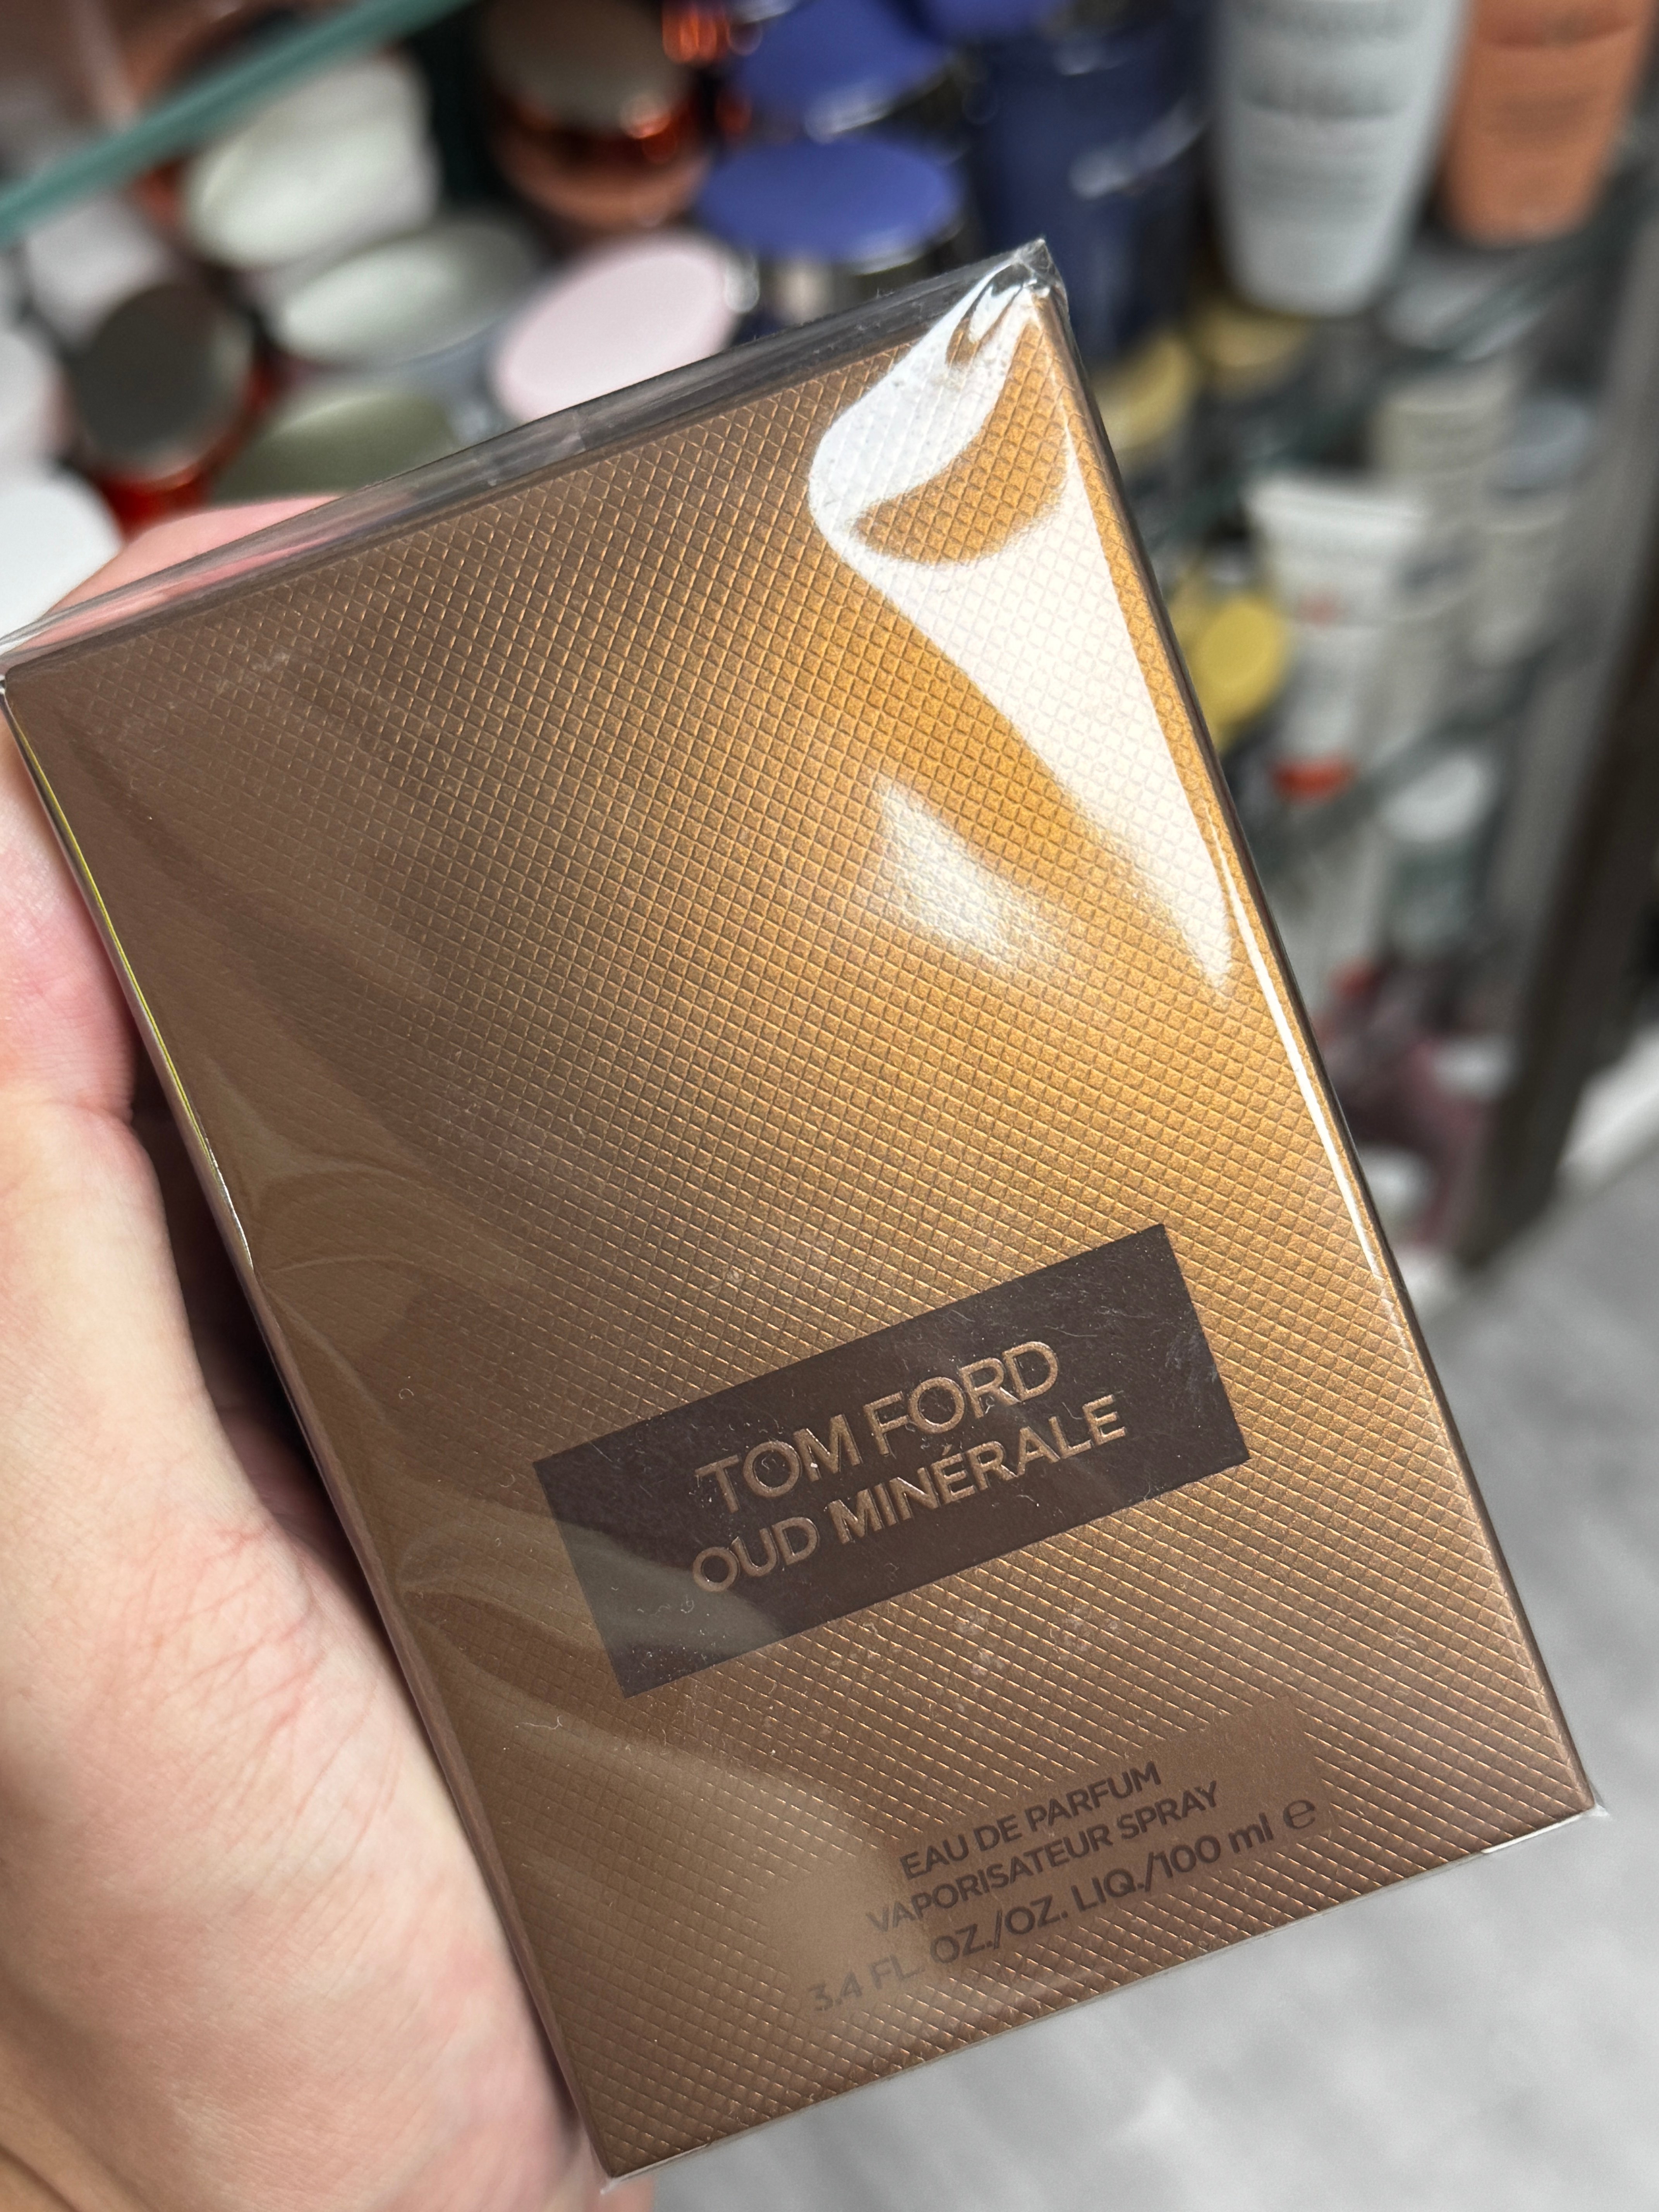 TOM FORD
OUD MINÉRALE
EAU DE PARFUM
VAPORISATEUR SPRAY
3.4 FL. OZ./OZ. LIQ./100 ml ℮